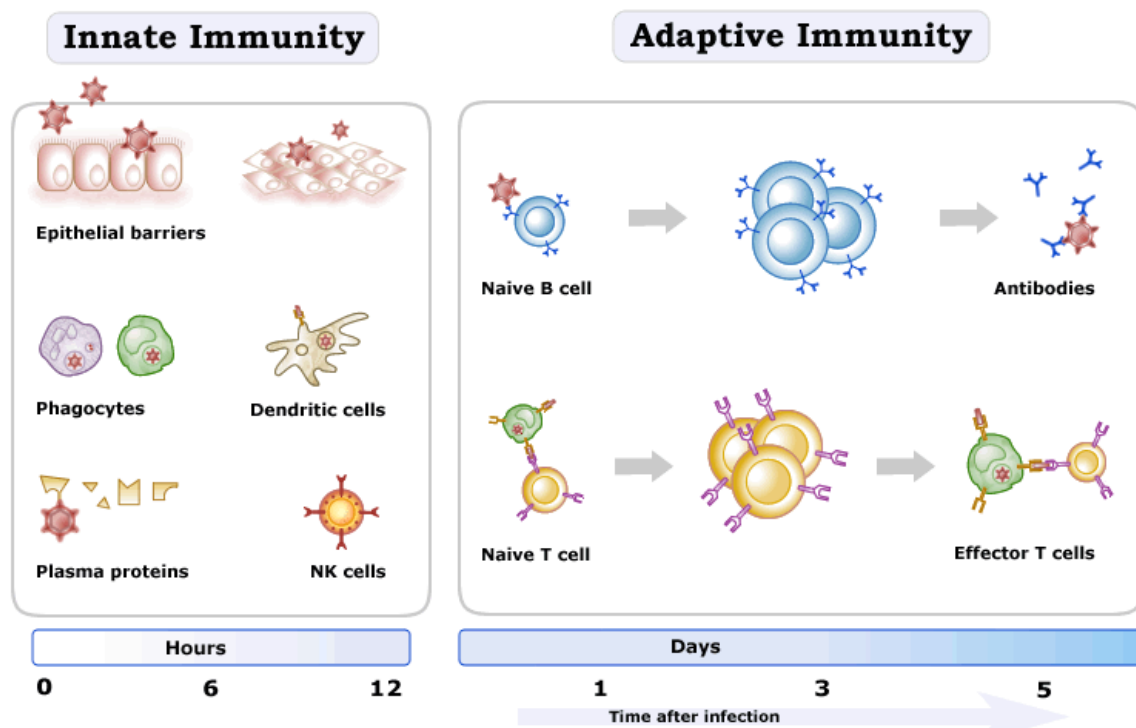 Innate Immunity
Adaptive Immunity
Epithelial barriers
Phagocytes
Dendritic cells
Plasma proteins
NK cells
Naive B cell
Antibodies
Naive T cell
Effector T cells
Hours
0 6 12
Days
1 3 5
Time after infection